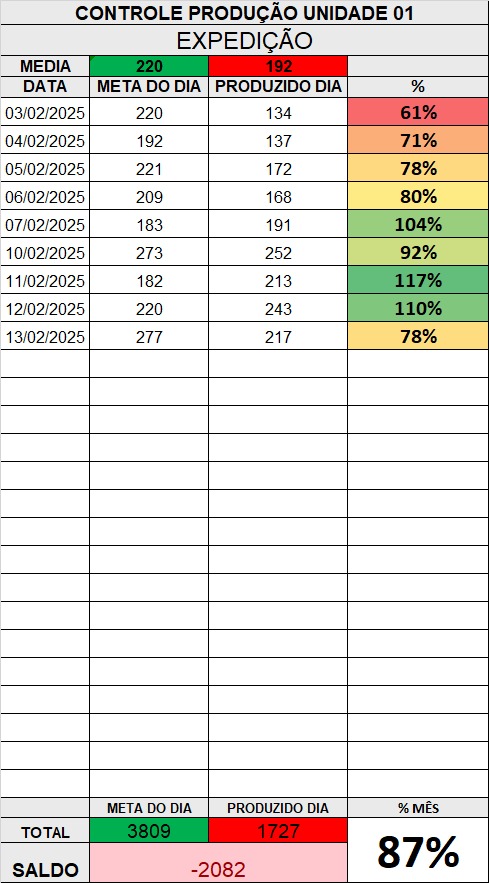 CONTROLE PRODUÇÃO UNIDADE 01
EXPEDIÇÃO
MEDIA 220 192
DATA META DO DIA PRODUZIDO DIA %
03/02/2025 220 134 61%
04/02/2025 192 137 71%
05/02/2025 221 172 78%
06/02/2025 209 168 80%
07/02/2025 183 191 104%
10/02/2025 273 252 92%
11/02/2025 182 213 117%
12/02/2025 220 243 110%
13/02/2025 277 217 78%
META DO DIA PRODUZIDO DIA % MÊS
TOTAL 3809 1727 87%
SALDO -2082